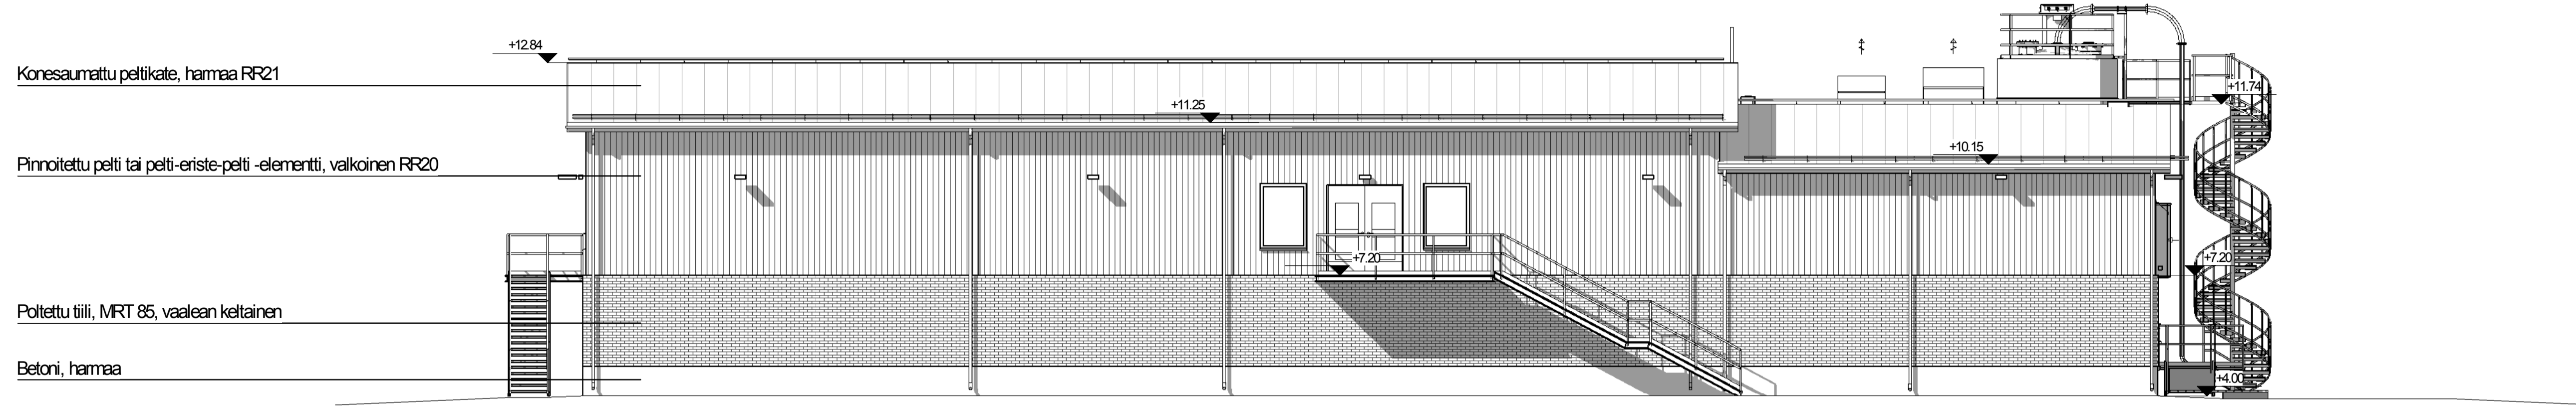 +12.84
Konesaumattu peltikate, harmaa RR21
+11.74
+11.25
+10.15
Pinnoitettu pelti tai pelti-eriste-pelti -elementti, valkoinen RR20
+7.20
+7.20
Poltettu tiili, MRT 85, vaalean keltainen
Betoni, harmaa
+4.00